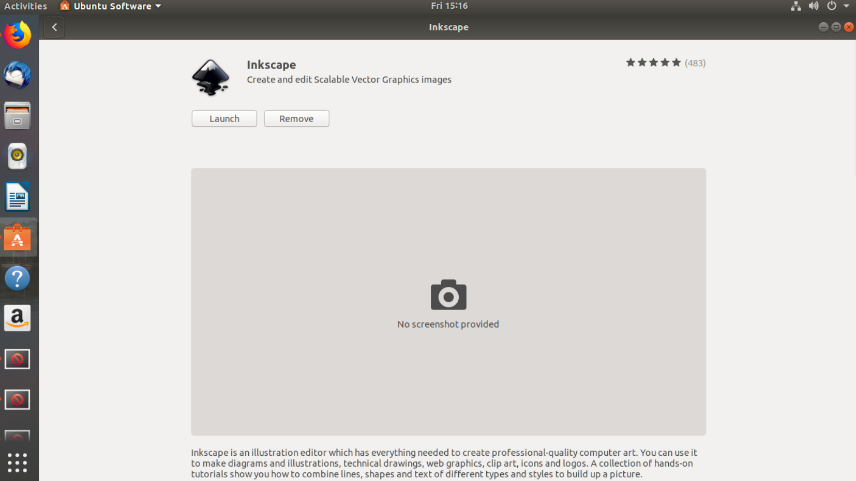 Activities
Ubuntu Software
Fri 15:16
Inkscape
Inkscape
Create and edit Scalable Vector Graphics images
(483)
Launch
Remove
No screenshot provided
Inkscape is an illustration editor which has everything needed to create professional-quality computer art. You can use it
to make diagrams and illustrations, technical drawings, web graphics, clip art, icons and logos. A collection of hands-on
tutorials show you how to combine lines, shapes and text of different types and styles to build up a picture.